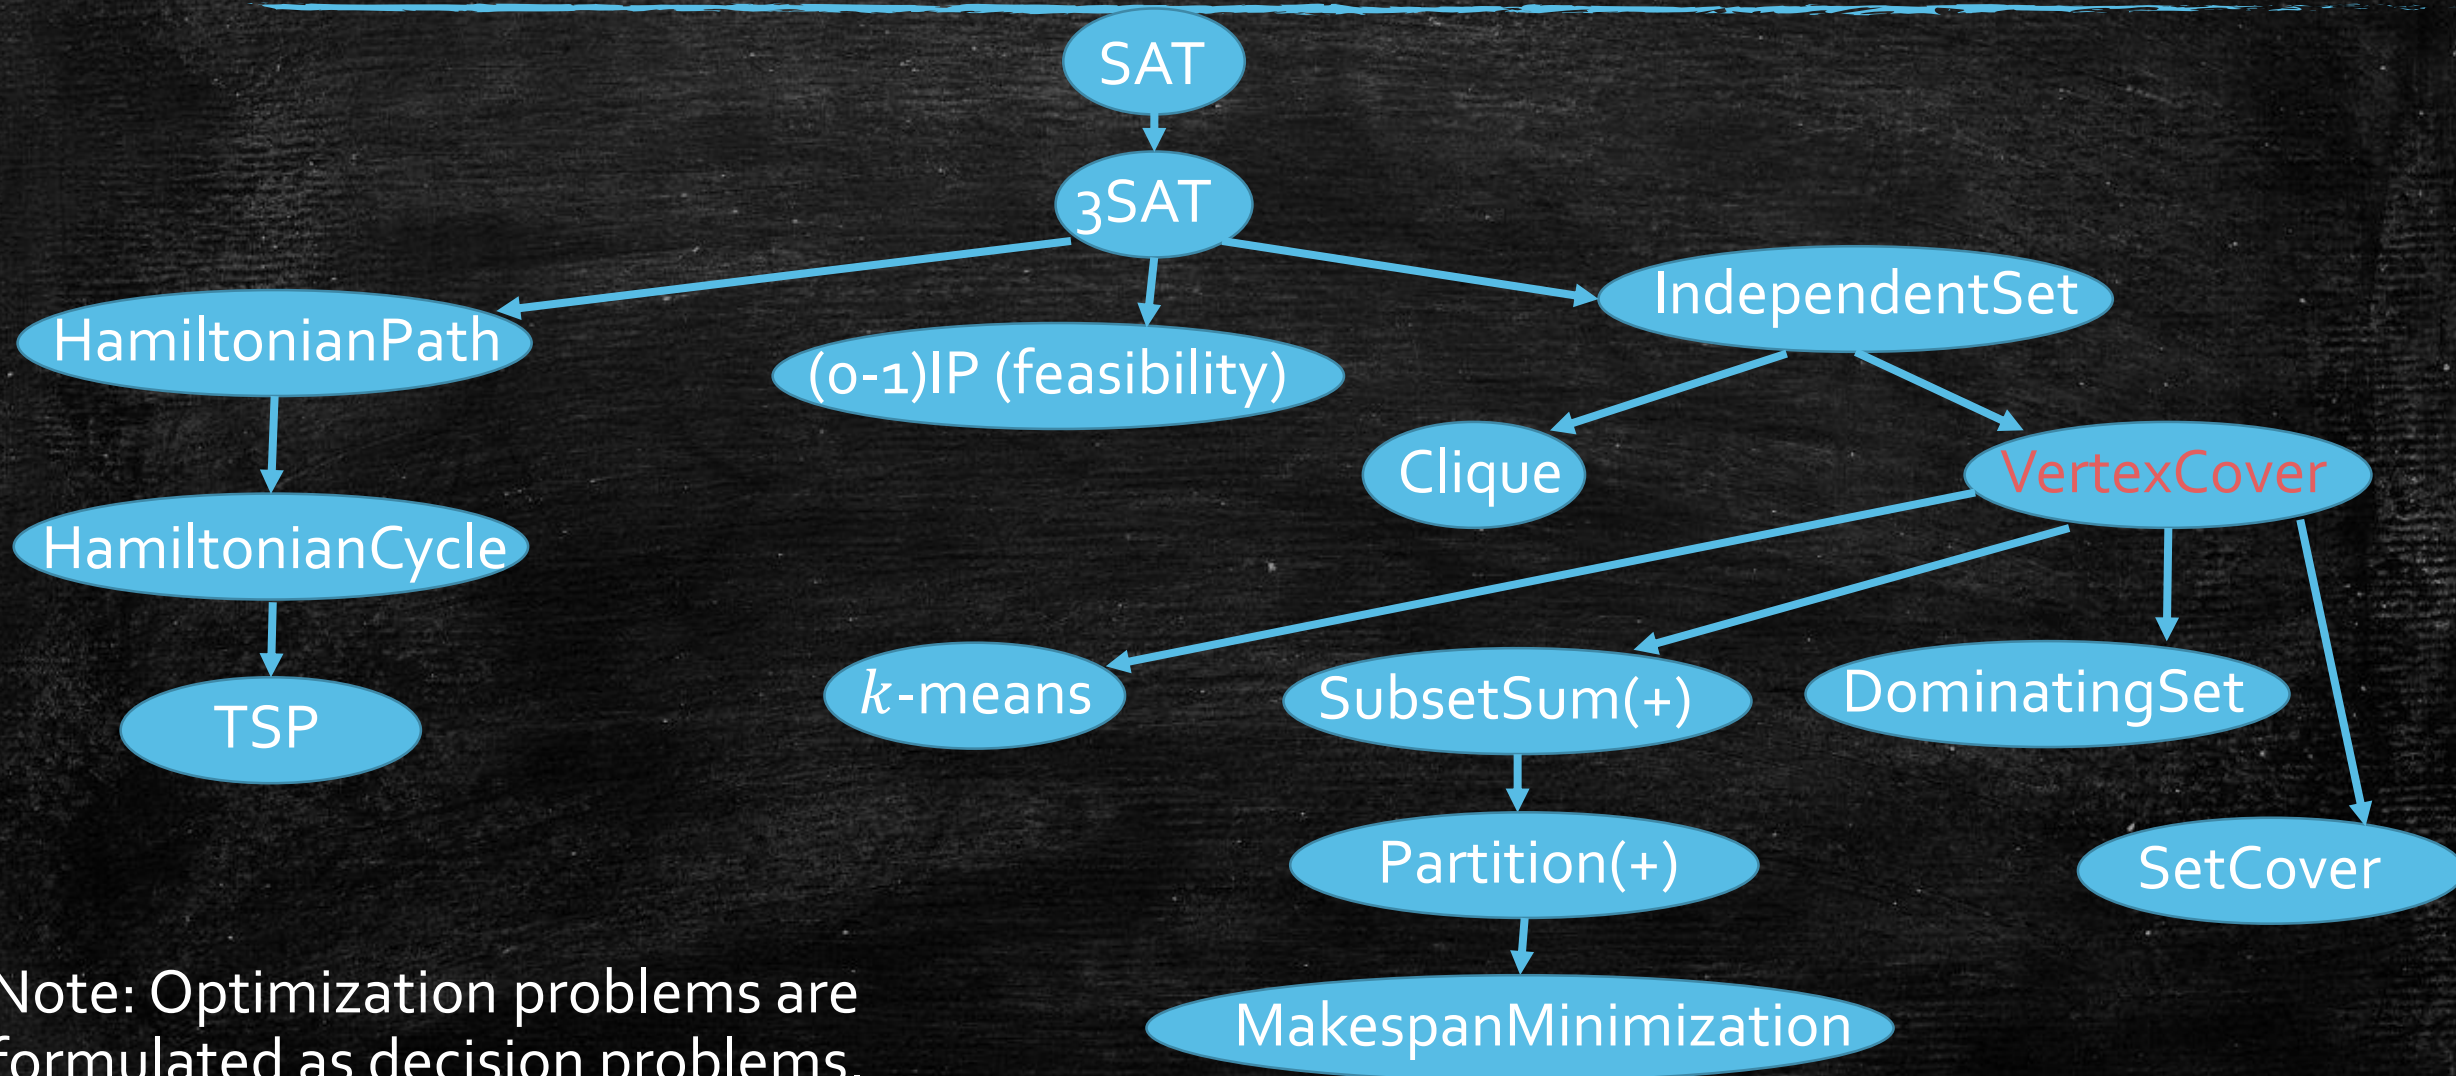 SAT
3SAT
IndependentSet
HamiltonianPath
(0-1)IP (feasibility)
Clique
VertexCover
HamiltonianCycle
k-means
SubsetSum(+)
DominatingSet
TSP
Partition(+)
SetCover
Note: Optimization problems are
formulated as decision problems.
MakespanMinimization